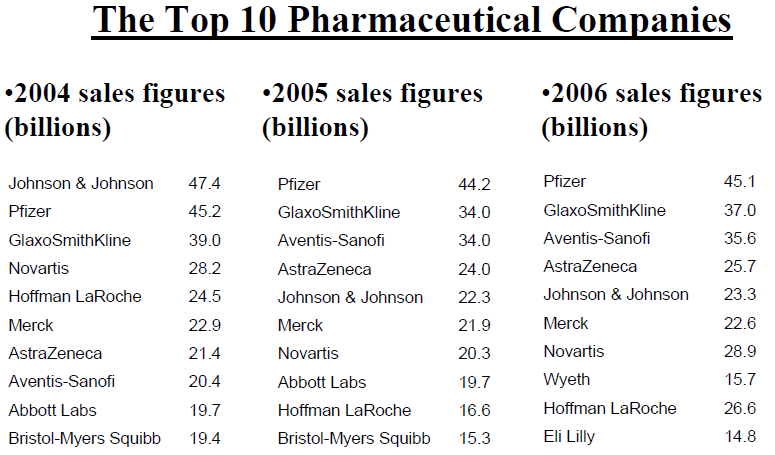 The Top 10 Pharmaceutical Companies
•2004 sales figures
(billions)
Johnson & Johnson 47.4
Pfizer 45.2
GlaxoSmithKline 39.0
Novartis 28.2
Hoffman LaRoche 24.5
Merck 22.9
AstraZeneca 21.4
Aventis-Sanofi 20.4
Abbott Labs 19.7
Bristol-Myers Squibb 19.4
•2005 sales figures
(billions)
Pfizer 44.2
GlaxoSmithKline 34.0
Aventis-Sanofi 34.0
AstraZeneca 24.0
Johnson & Johnson 22.3
Merck 21.9
Novartis 20.3
Abbott Labs 19.7
Hoffman LaRoche 16.6
Bristol-Myers Squibb 15.3
•2006 sales figures
(billions)
Pfizer 45.1
GlaxoSmithKline 37.0
Aventis-Sanofi 35.6
AstraZeneca 25.7
Johnson & Johnson 23.3
Merck 22.6
Novartis 28.9
Wyeth 15.7
Hoffman LaRoche 26.6
Eli Lilly 14.8